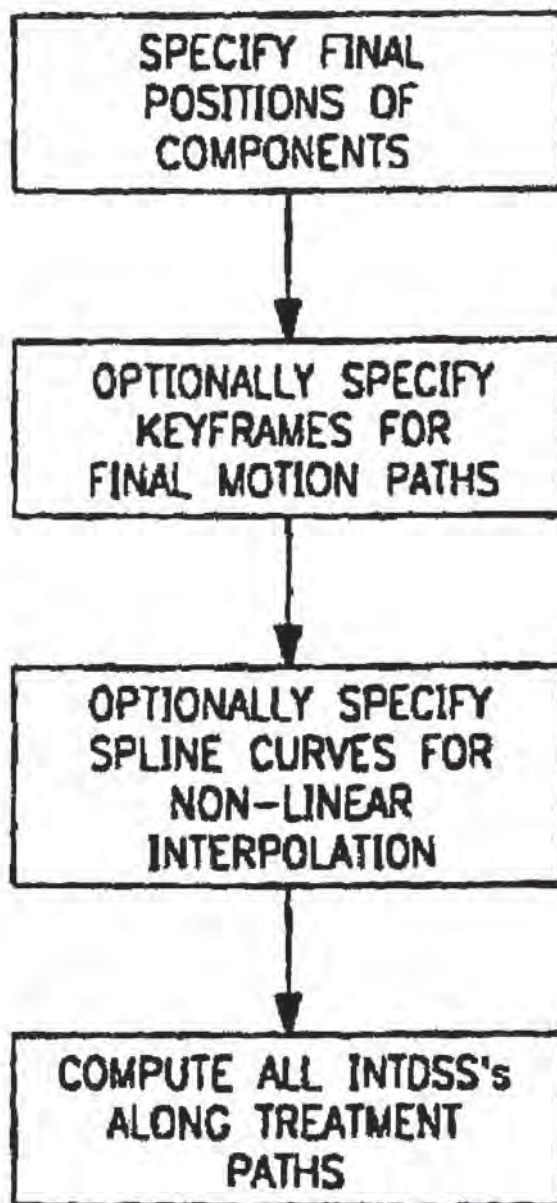 SPECIFY FINAL
POSITIONS OF
COMPONENTS
OPTIONALLY SPECIFY
KEYFRAMES FOR
FINAL MOTION PATHS
OPTIONALLY SPECIFY
SPLINE CURVES FOR
NON-LINEAR
INTERPOLATION
COMPUTE ALL INTDSS's
ALONG TREATMENT
PATHS